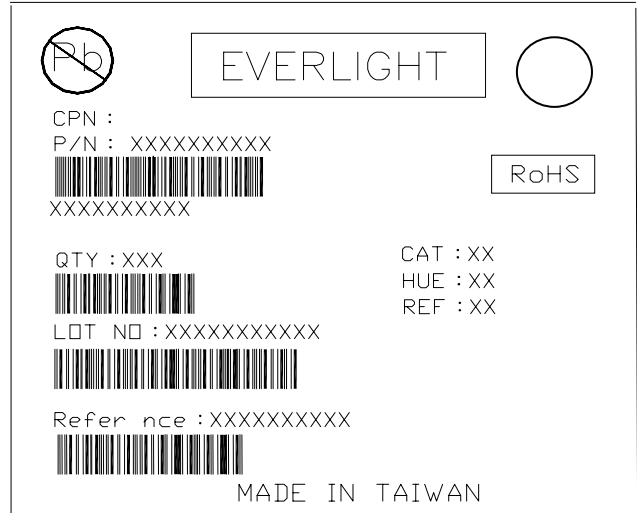 Pb
EVERLIGHT
CPN :
P/N : XXXXXXXXXX
RoHS
XXXXXXXXXX
QTY : XXX
CAT : XX
HUE : XX
REF : XX
LOT NO : XXXXXXXXXXX
Refer nce : XXXXXXXXXX
MADE IN TAIWAN